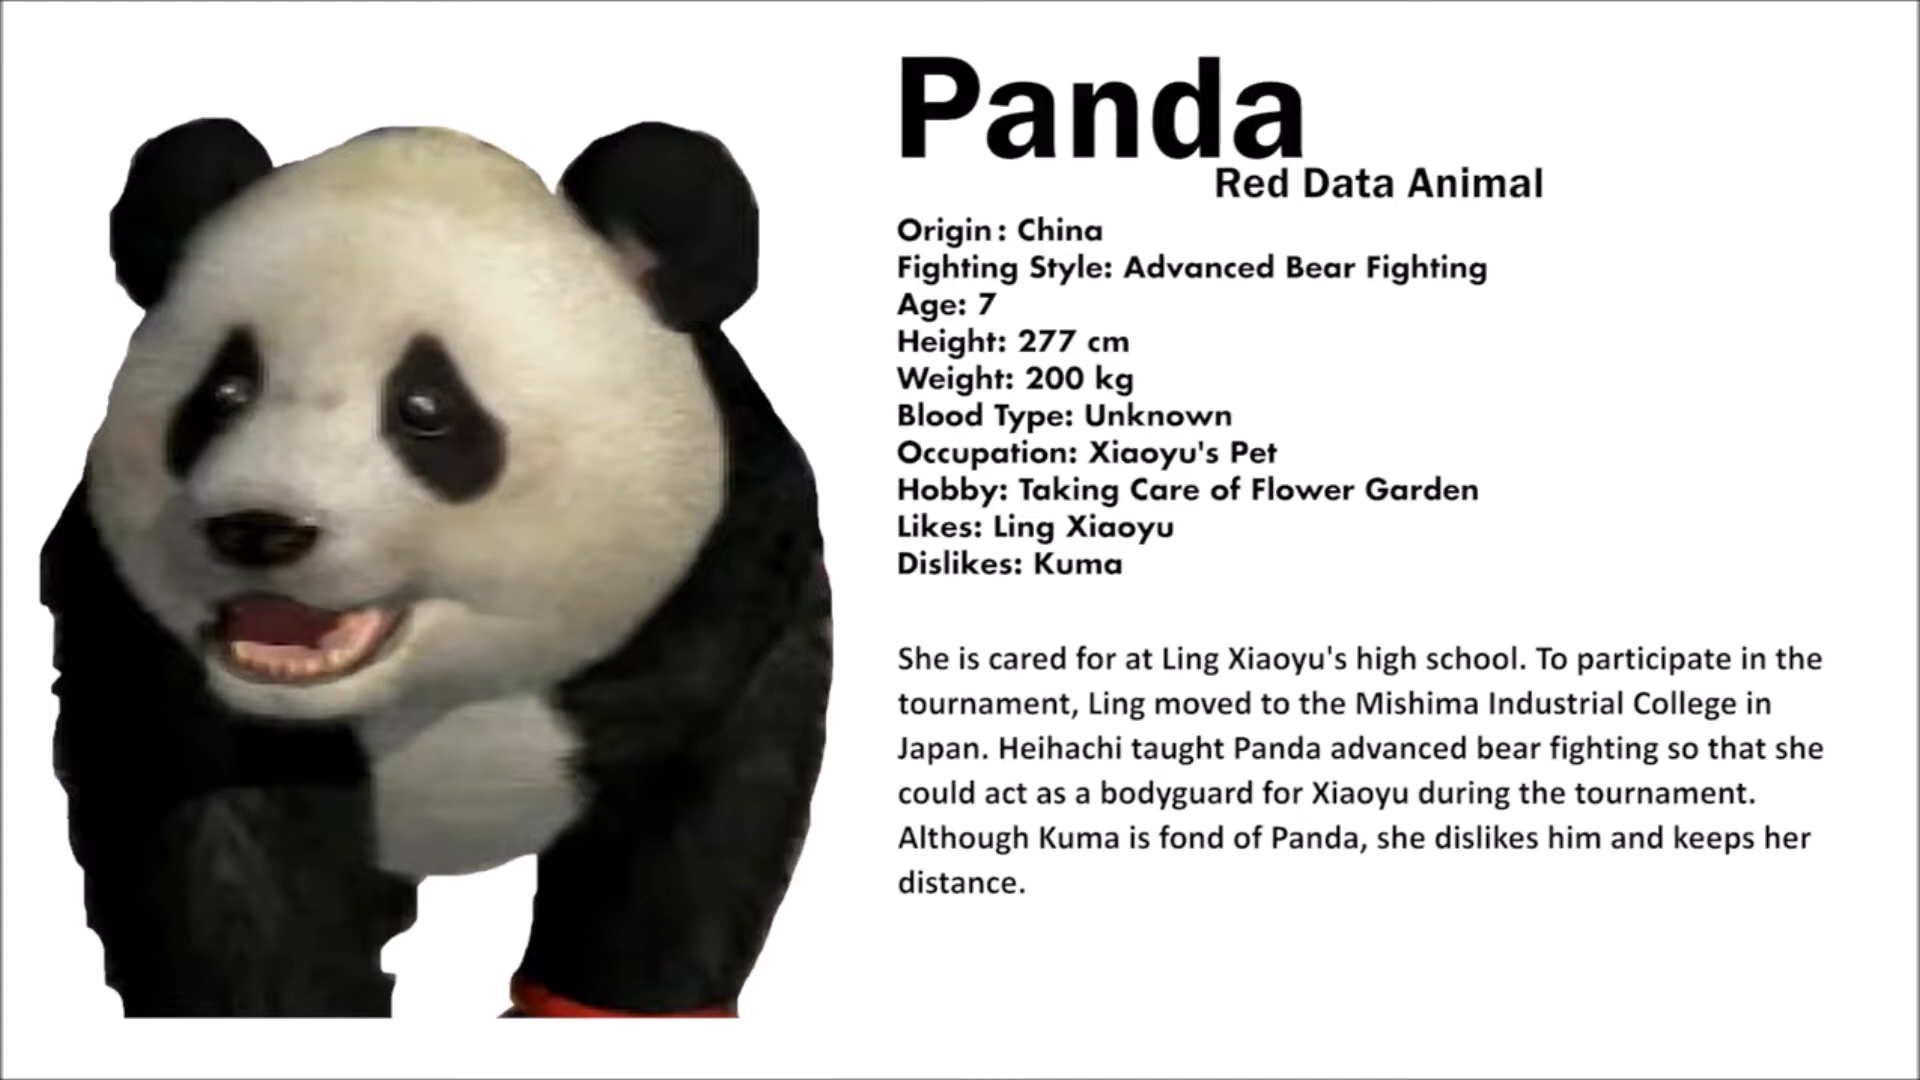 Panda
Red Data Animal
Origin : China
Fighting Style: Advanced Bear Fighting
Age: 7
Height: 277 cm
Weight: 200 kg
Blood Type: Unknown
Occupation: Xiaoyu's Pet
Hobby: Taking Care of Flower Garden
Likes: Ling Xiaoyu
Dislikes: Kuma
She is cared for at Ling Xiaoyu's high school. To participate in the
tournament, Ling moved to the Mishima Industrial College in
Japan. Heihachi taught Panda advanced bear fighting so that she
could act as a bodyguard for Xiaoyu during the tournament.
Although Kuma is fond of Panda, she dislikes him and keeps her
distance.